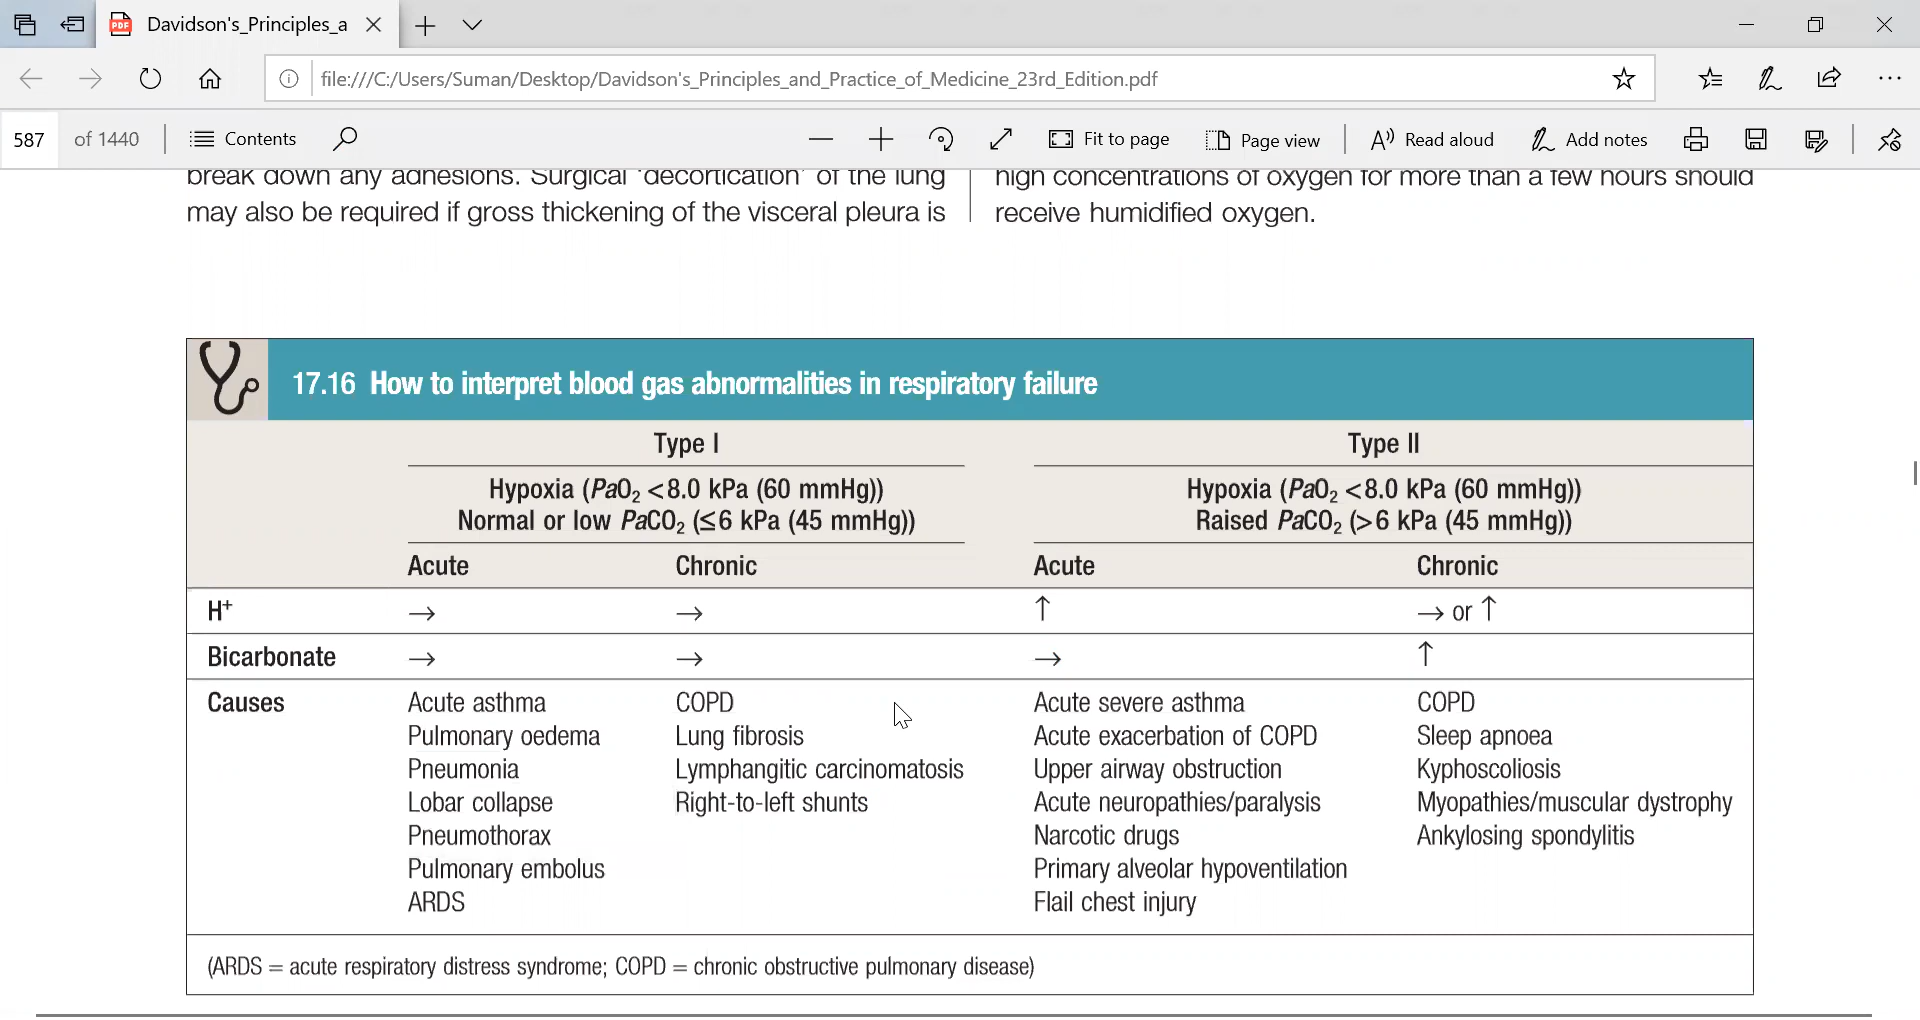 Davidson's_Principles_a
file:///C:/Users/Suman/Desktop/Davidson's_Principles_and_Practice_of_Medicine_23rd_Edition.pdf
587 of 1440 Contents Fit to page Page view Read aloud Add notes
break down any adhesions. Surgical 'decortication' of the lung
may also be required if gross thickening of the visceral pleura is
high concentrations of oxygen for more than a few hours should
receive humidified oxygen.
17.16 How to interpret blood gas abnormalities in respiratory failure
Type I Type II
Hypoxia (PaO₂ <8.0 kPa (60 mmHg)) Hypoxia (PaO₂ <8.0 kPa (60 mmHg))
Normal or low PaCO₂ (≤6 kPa (45 mmHg)) Raised PaCO₂ (>6 kPa (45 mmHg))
Acute Chronic Acute Chronic
H⁺ → → ↑ → or ↑
Bicarbonate → → → ↑
Causes Acute asthma COPD Acute severe asthma COPD
Pulmonary oedema Lung fibrosis Acute exacerbation of COPD Sleep apnoea
Pneumonia Lymphangitic carcinomatosis Upper airway obstruction Kyphoscoliosis
Lobar collapse Right-to-left shunts Acute neuropathies/paralysis Myopathies/muscular dystrophy
Pneumothorax Narcotic drugs Ankylosing spondylitis
Pulmonary embolus Primary alveolar hypoventilation
ARDS Flail chest injury
(ARDS = acute respiratory distress syndrome; COPD = chronic obstructive pulmonary disease)